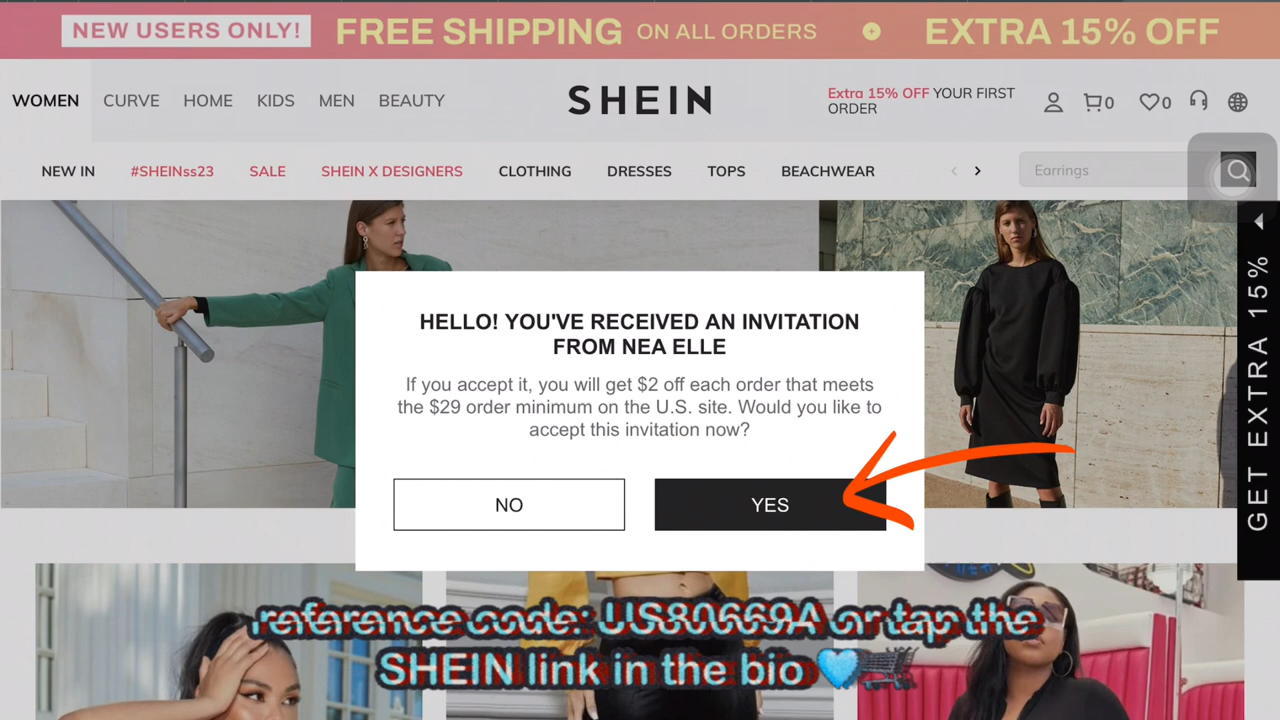 NEW USERS ONLY! FREE SHIPPING ON ALL ORDERS EXTRA 15% OFF
WOMEN CURVE HOME KIDS MEN BEAUTY
SHEIN
Extra 15% OFF YOUR FIRST
ORDER
0 0
NEW IN #SHEINss23 SALE SHEIN X DESIGNERS CLOTHING DRESSES TOPS BEACHWEAR
Earrings
GET EXTRA 15%
HELLO! YOU'VE RECEIVED AN INVITATION
FROM NEA ELLE
If you accept it, you will get $2 off each order that meets
the $29 order minimum on the U.S. site. Would you like to
accept this invitation now?
NO YES
reference code: US80669A or tap the
SHEIN link in the bio 🩵🛒